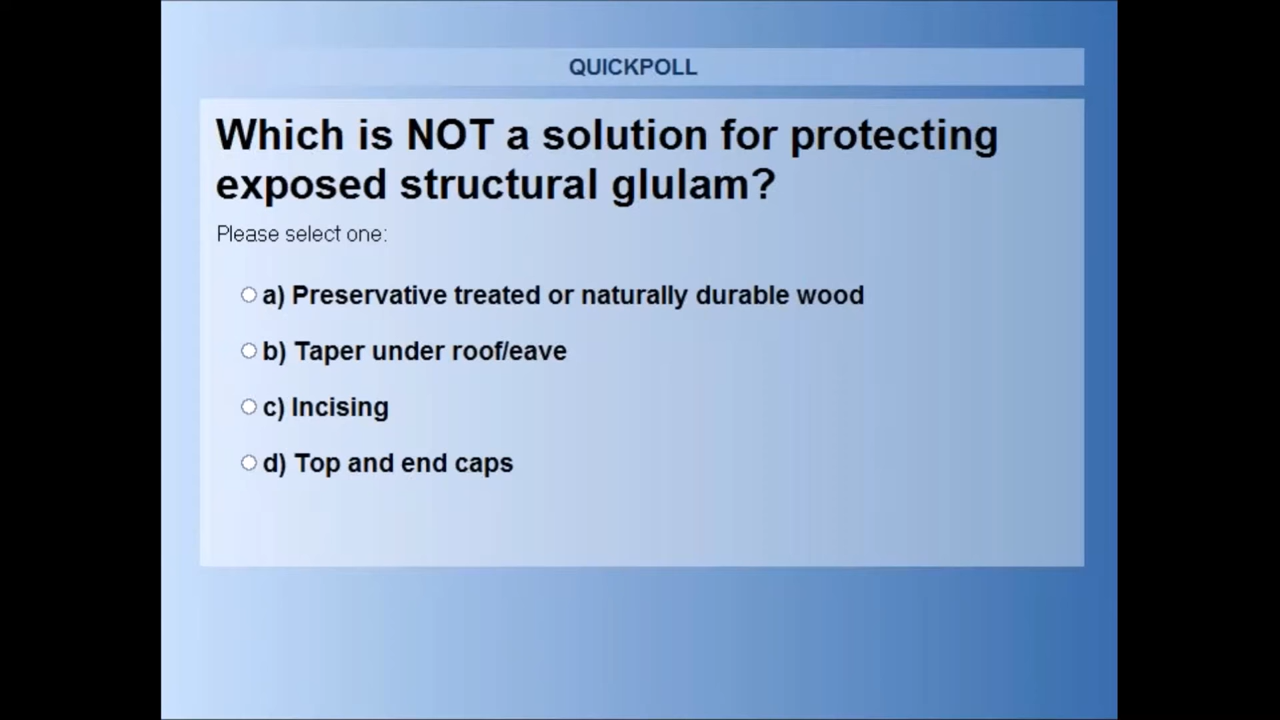 QUICKPOLL
Which is NOT a solution for protecting
exposed structural glulam?
Please select one:
a) Preservative treated or naturally durable wood
b) Taper under roof/eave
c) Incising
d) Top and end caps